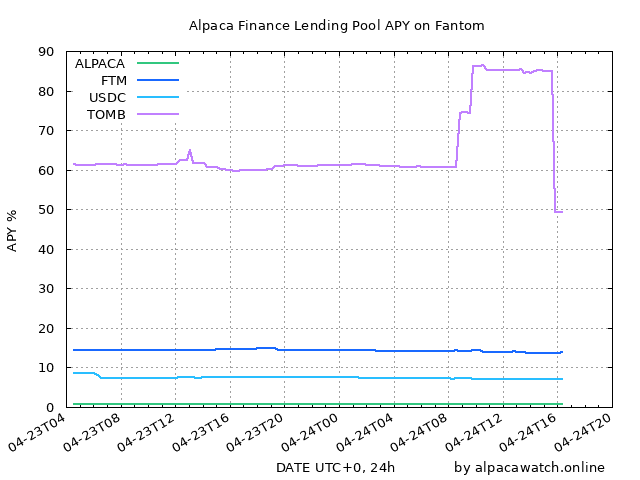 Alpaca Finance Lending Pool APY on Fantom
90
80
70
60
50
40
30
20
10
0
APY %
ALPACA
FTM
USDC
TOMB
04-23T04
04-23T08
04-23T12
04-23T16
04-23T20
04-24T00
04-24T04
04-24T08
04-24T12
04-24T16
04-24T20
DATE UTC+0, 24h
by alpacawatch.online